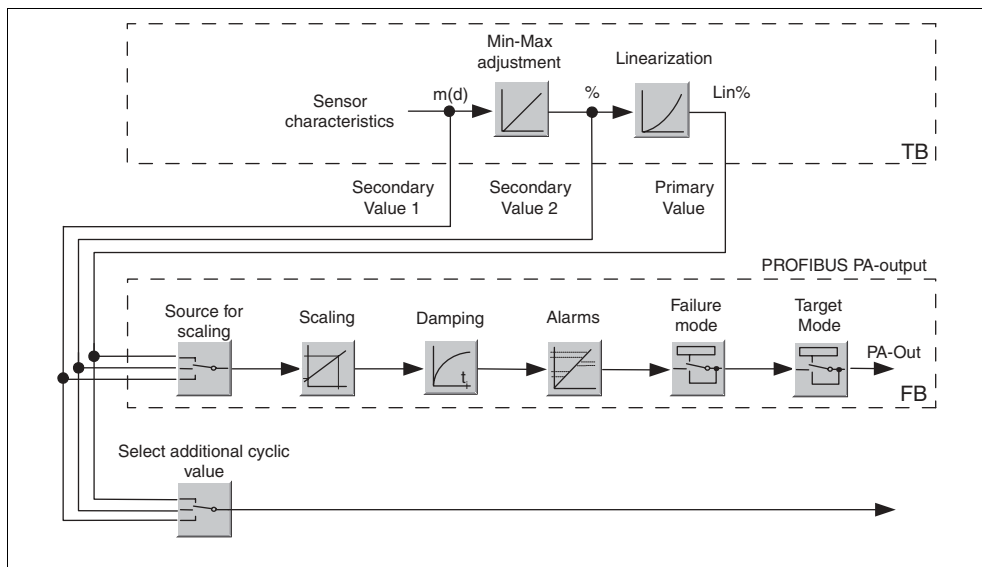 Min-Max
adjustment
Linearization
Sensor
characteristics
m(d)
%
Lin%
TB
Secondary
Value 1
Secondary
Value 2
Primary
Value
PROFIBUS PA-output
Source for
scaling
Scaling
Damping
Alarms
Failure
mode
Target
Mode
t
PA-Out
FB
Select additional cyclic
value